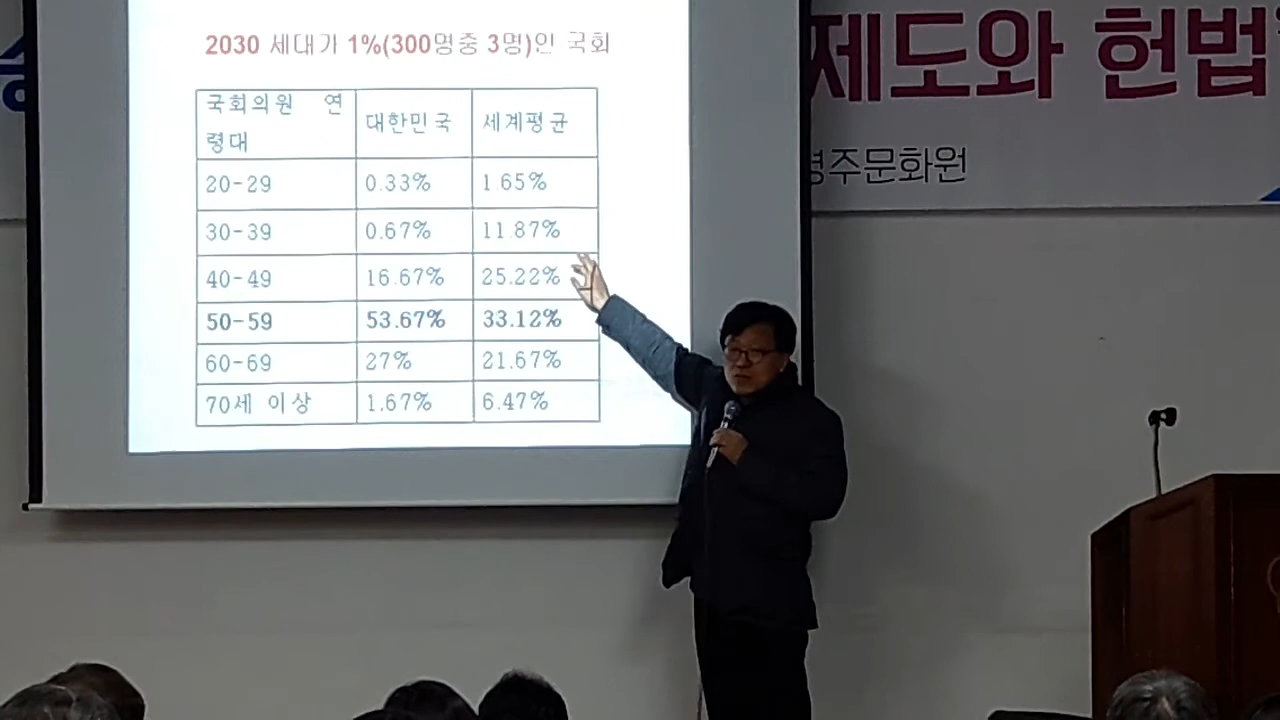 2030 세대가 1%(300명중 3명)인 국회
국회의원 연
령대 대한민국 세계평균
20-29 0.33% 1.65%
30-39 0.67% 11.87%
40-49 16.67% 25.22%
50-59 53.67% 33.12%
60-69 27% 21.67%
70세 이상 1.67% 6.47%
제도와 헌법
주문화원